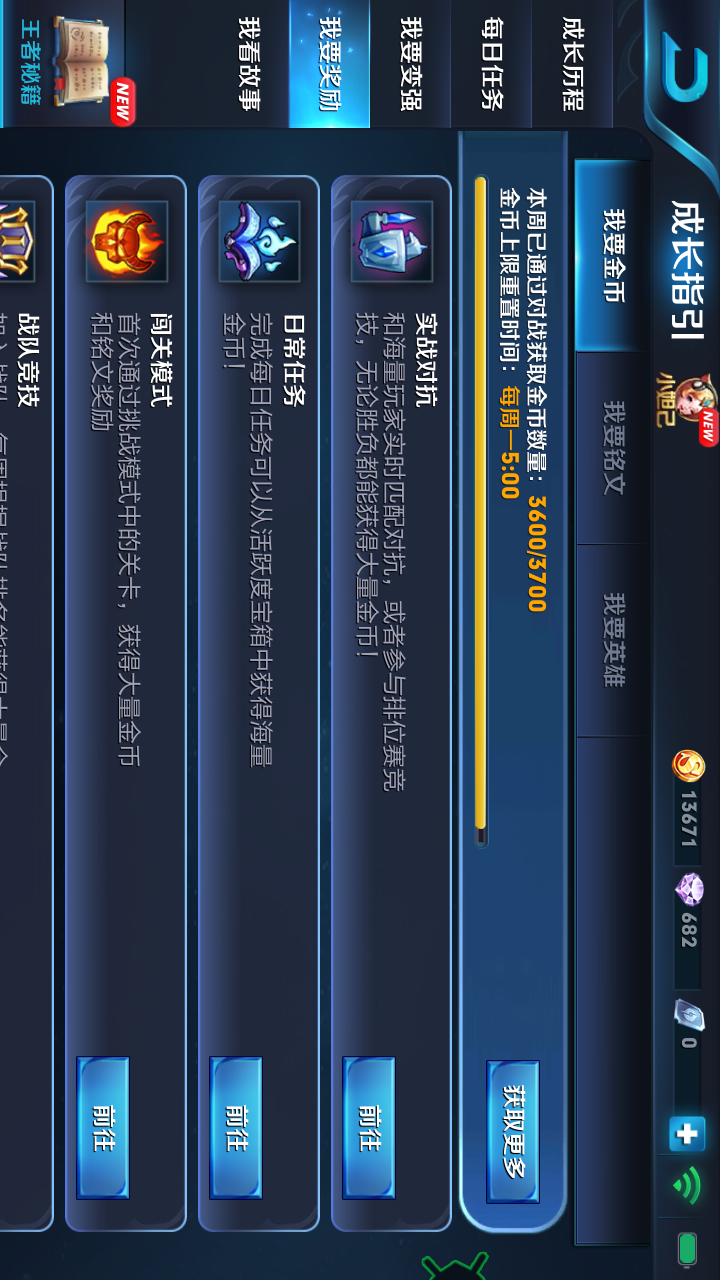 成长指引
NEW
小妲己
13671
682
0
成长历程
每日任务
我要变强
我要奖励
我看故事
NEW
王者秘籍
我要金币
我要铭文
我要英雄
本周已通过对战获取金币数量：3600/3700
金币上限重置时间：每周一5:00
获取更多
实战对抗
和海量玩家实时匹配对抗，或者参与排位赛竞
技，无论胜负都能获得大量金币！
前往
日常任务
完成每日任务可以从活跃度宝箱中获得海量
金币！
前往
闯关模式
首次通过挑战模式中的关卡，获得大量金币
和铭文奖励
前往
战队竞技